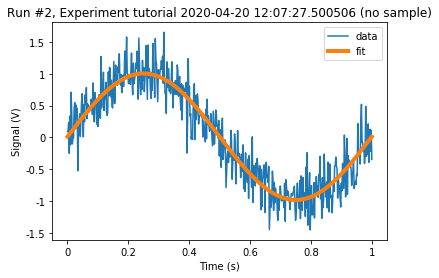 Run #2, Experiment tutorial 2020-04-20 12:07:27.500506 (no sample)
data
fit
Signal (V)
1.5
1
0.5
0
-0.5
-1
-1.5
0
0.2
0.4
0.6
0.8
1
Time (s)